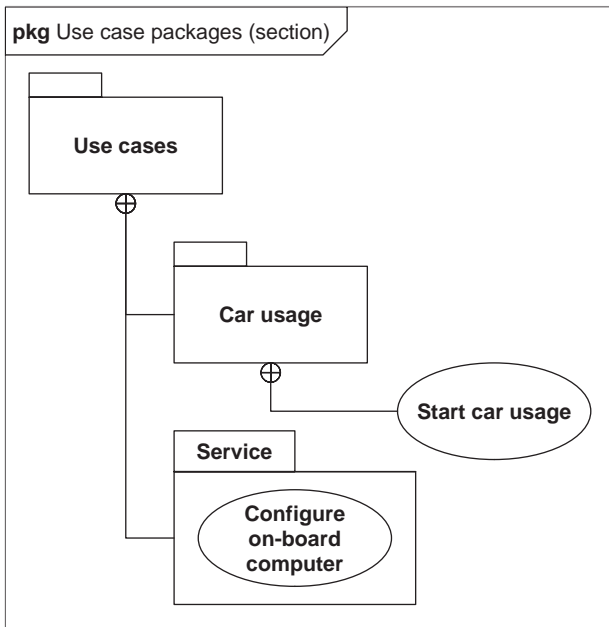 pkg Use case packages (section)
Use cases
Car usage
Start car usage
Service
Configure
on-board
computer